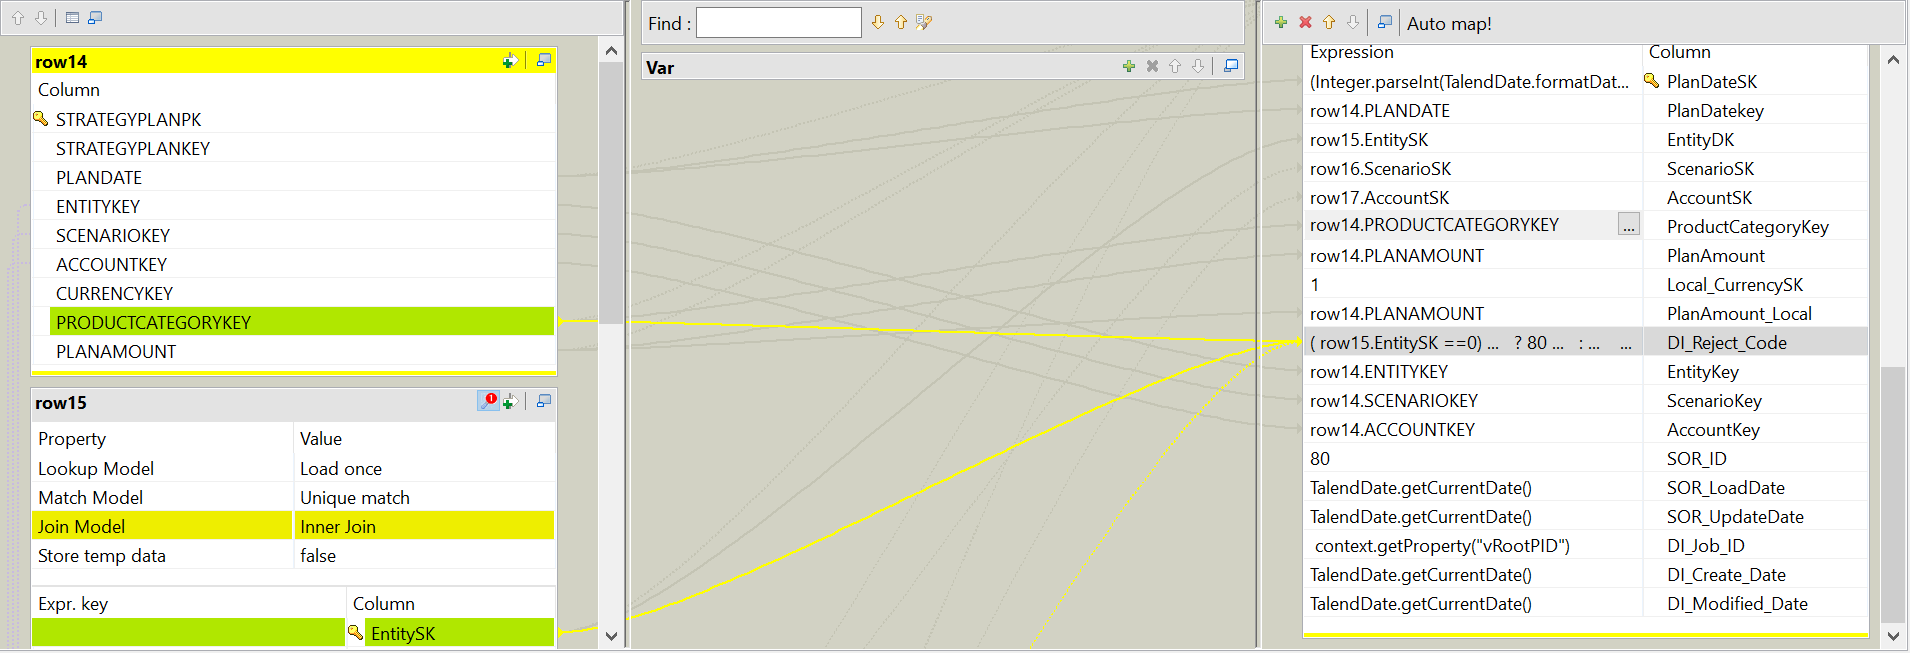 row14
Column
STRATEGYPLANPK
STRATEGYPLANKEY
PLANDATE
ENTITYKEY
SCENARIOKEY
ACCOUNTKEY
CURRENCYKEY
PRODUCTCATEGORYKEY
PLANAMOUNT
row15
Property Value
Lookup Model Load once
Match Model Unique match
Join Model Inner Join
Store temp data false
Expr. key Column
EntitySK
Find :
Var
Auto map!
Expression Column
(Integer.parseInt(TalendDate.formatDat... PlanDateSK
row14.PLANDATE PlanDatekey
row15.EntitySK EntityDK
row16.ScenarioSK ScenarioSK
row17.AccountSK AccountSK
row14.PRODUCTCATEGORYKEY ... ProductCategoryKey
row14.PLANAMOUNT PlanAmount
1 Local_CurrencySK
row14.PLANAMOUNT PlanAmount_Local
( row15.EntitySK ==0) ... ? 80 ... : ... ... DI_Reject_Code
row14.ENTITYKEY EntityKey
row14.SCENARIOKEY ScenarioKey
row14.ACCOUNTKEY AccountKey
80 SOR_ID
TalendDate.getCurrentDate() SOR_LoadDate
TalendDate.getCurrentDate() SOR_UpdateDate
context.getProperty("vRootPID") DI_Job_ID
TalendDate.getCurrentDate() DI_Create_Date
TalendDate.getCurrentDate() DI_Modified_Date